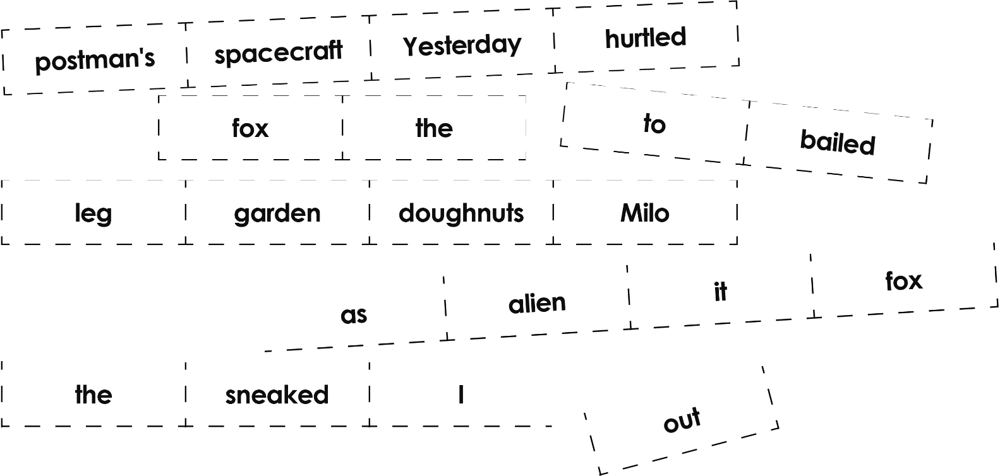 postman's spacecraft Yesterday hurtled
fox the to bailed
leg garden doughnuts Milo
as alien it fox
the sneaked I out